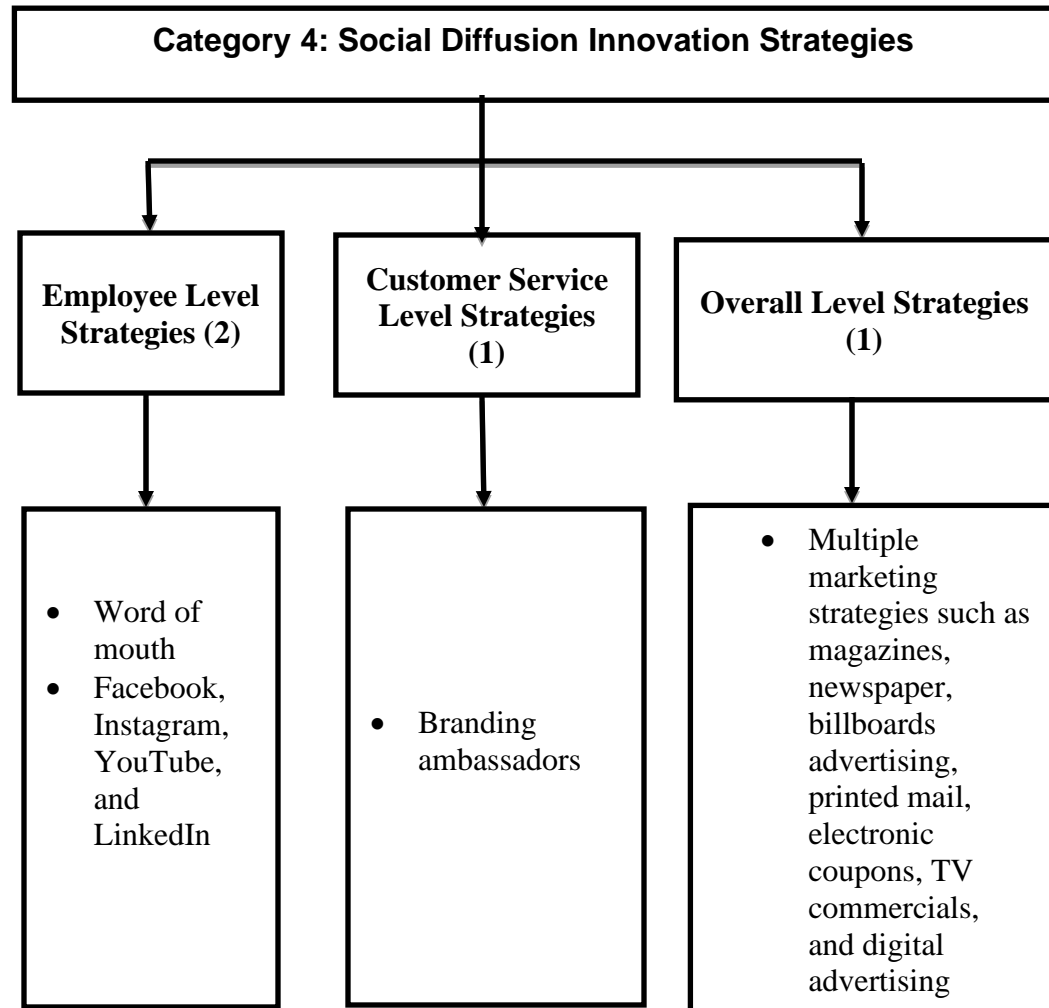 Category 4: Social Diffusion Innovation Strategies
Employee Level
Strategies (2)
Customer Service
Level Strategies
(1)
Overall Level Strategies
(1)
• Word of
mouth
• Facebook,
Instagram,
YouTube,
and
LinkedIn
• Branding
ambassadors
• Multiple
marketing
strategies such as
magazines,
newspaper,
billboards
advertising,
printed mail,
electronic
coupons, TV
commercials,
and digital
advertising